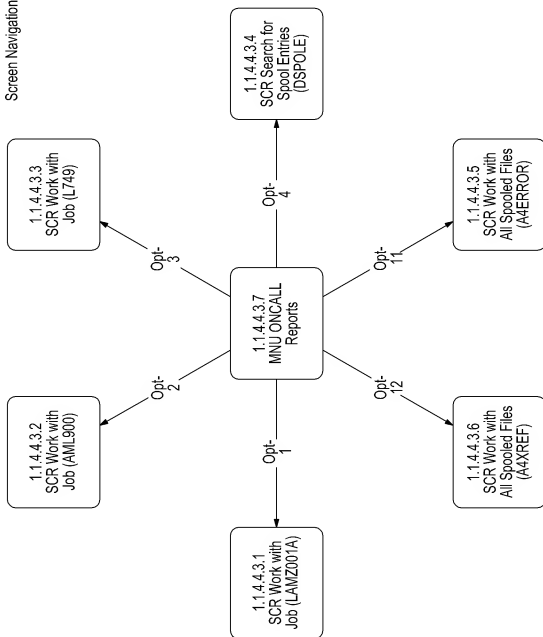 Screen Navigation
1.1.4.4.3.2
SCR Work with
Job (AML900)
1.1.4.4.3.3
SCR Work with
Job (L749)
Opt-
2
Opt-
3
1.1.4.4.3.1
SCR Work with
Job (LAMZ001A)
Opt-
1
1.1.4.4.3.7
MNU ONCALL
Reports
Opt-
4
1.1.4.4.3.4
SCR Search for
Spool Entries
(DSPOLE)
Opt-
12
Opt-
11
1.1.4.4.3.6
SCR Work with
All Spooled Files
(A4XREF)
1.1.4.4.3.5
SCR Work with
All Spooled Files
(A4ERROR)